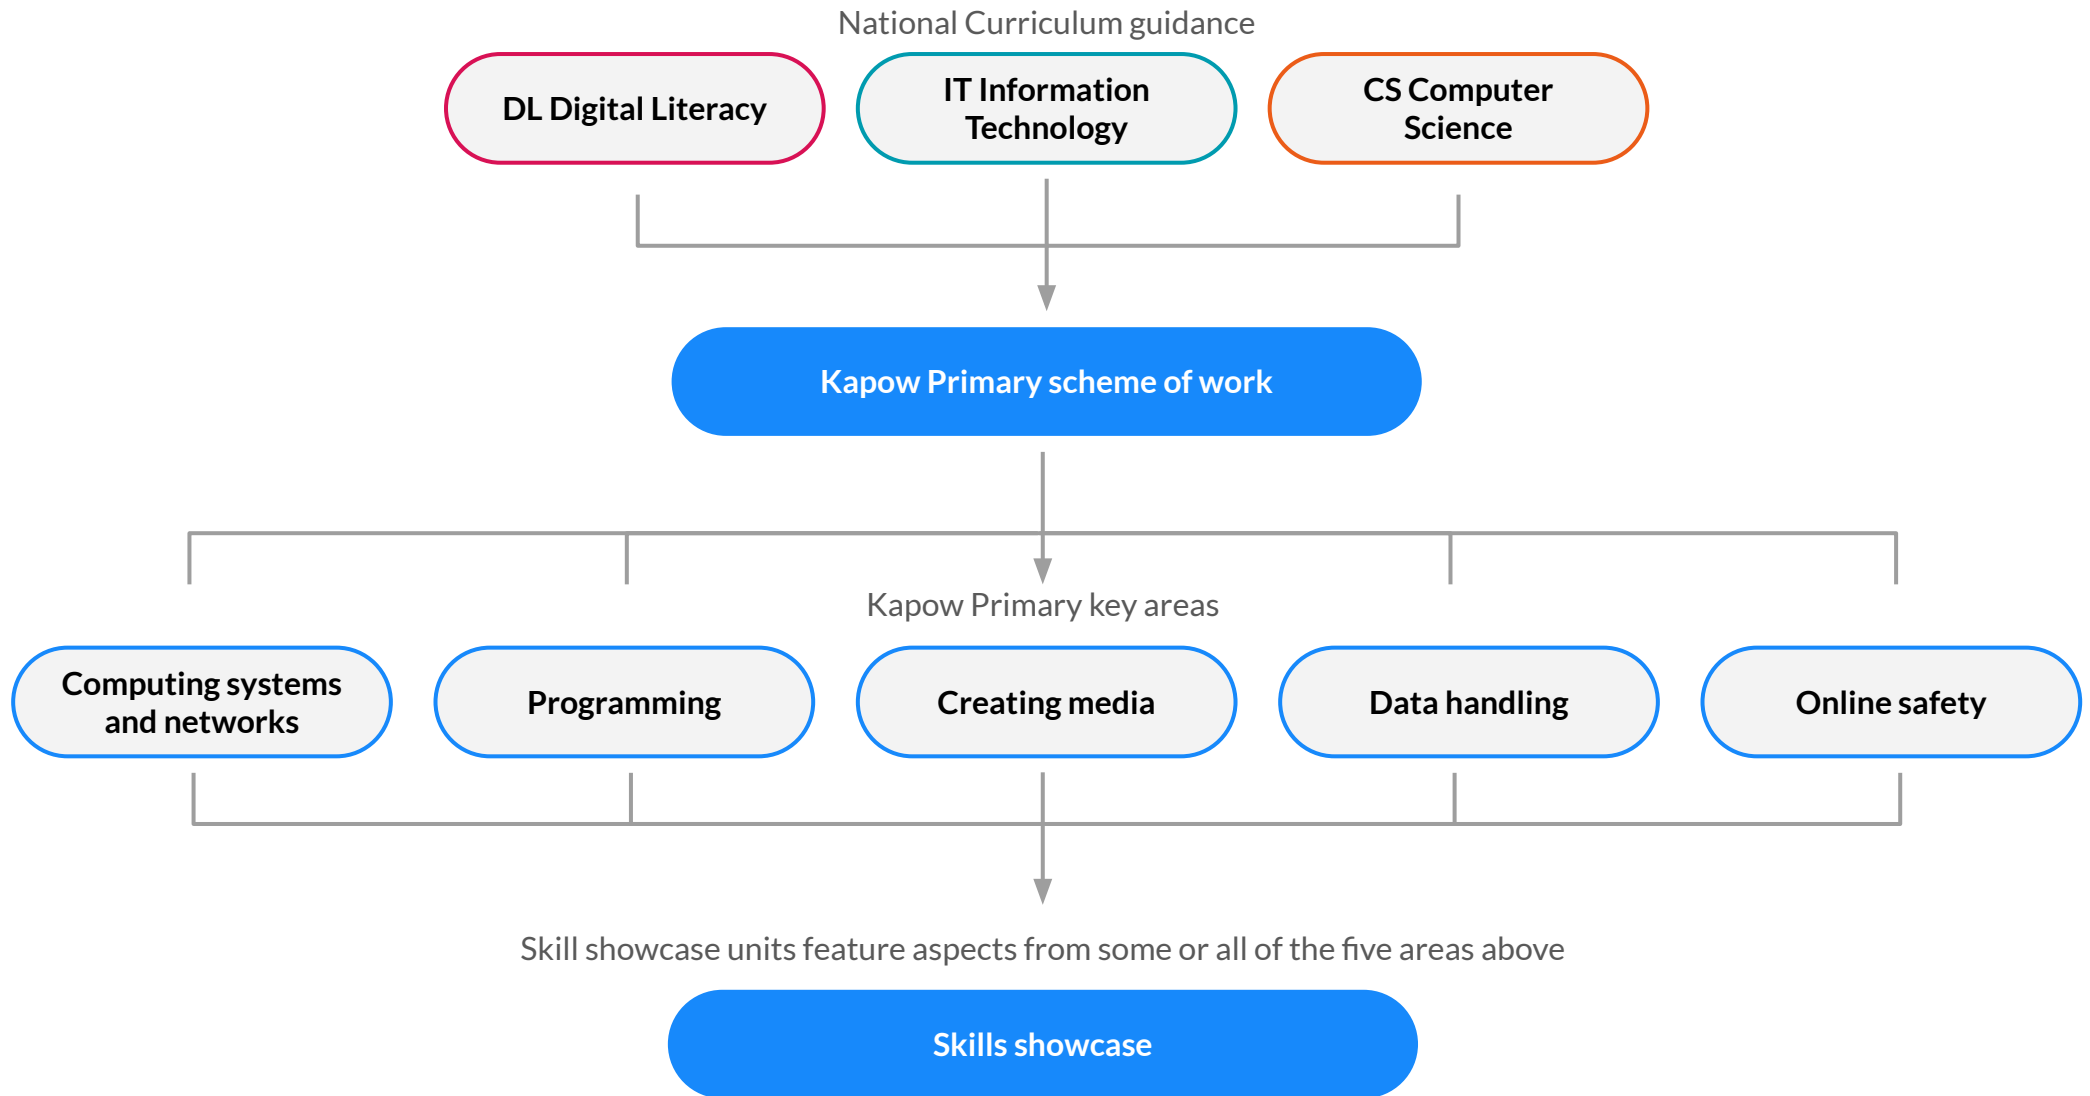 National Curriculum guidance
DL Digital Literacy
IT Information
Technology
CS Computer
Science
Kapow Primary scheme of work
Kapow Primary key areas
Computing systems
and networks
Programming
Creating media
Data handling
Online safety
Skill showcase units feature aspects from some or all of the five areas above
Skills showcase